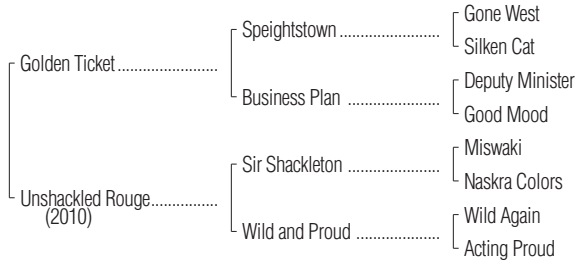 Gone West
Speightstown
Silken Cat
Golden Ticket
Deputy Minister
Business Plan
Good Mood
Miswaki
Sir Shackleton
Naskra Colors
Unshackled Rouge
(2010)
Wild Again
Wild and Proud
Acting Proud